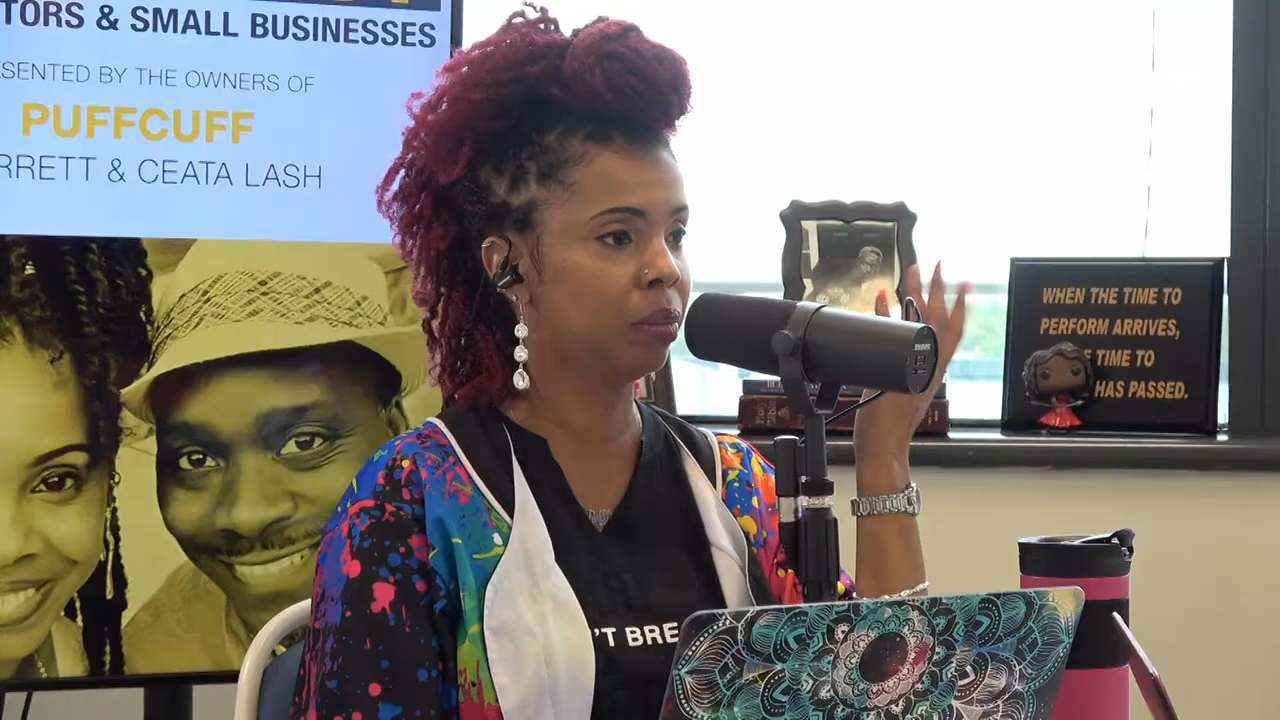 TORS & SMALL BUSINESSES
SENTED BY THE OWNERS OF
PUFFCUFF
RRETT & CEATA LASH
WHEN THE TIME TO
PERFORM ARRIVES,
TIME TO
HAS PASSED.
'T BRE